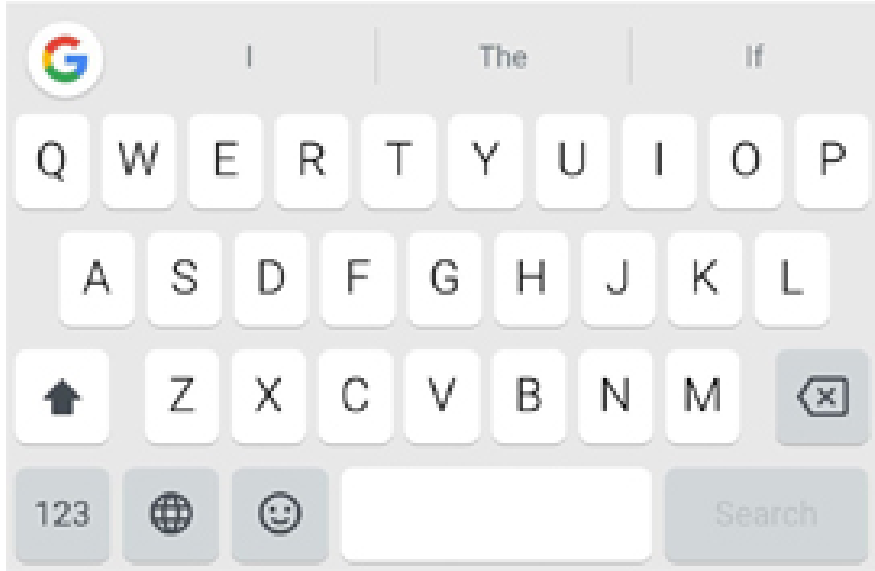 G I The If
Q W E R T Y U I O P
A S D F G H J K L
Z X C V B N M
123 Search